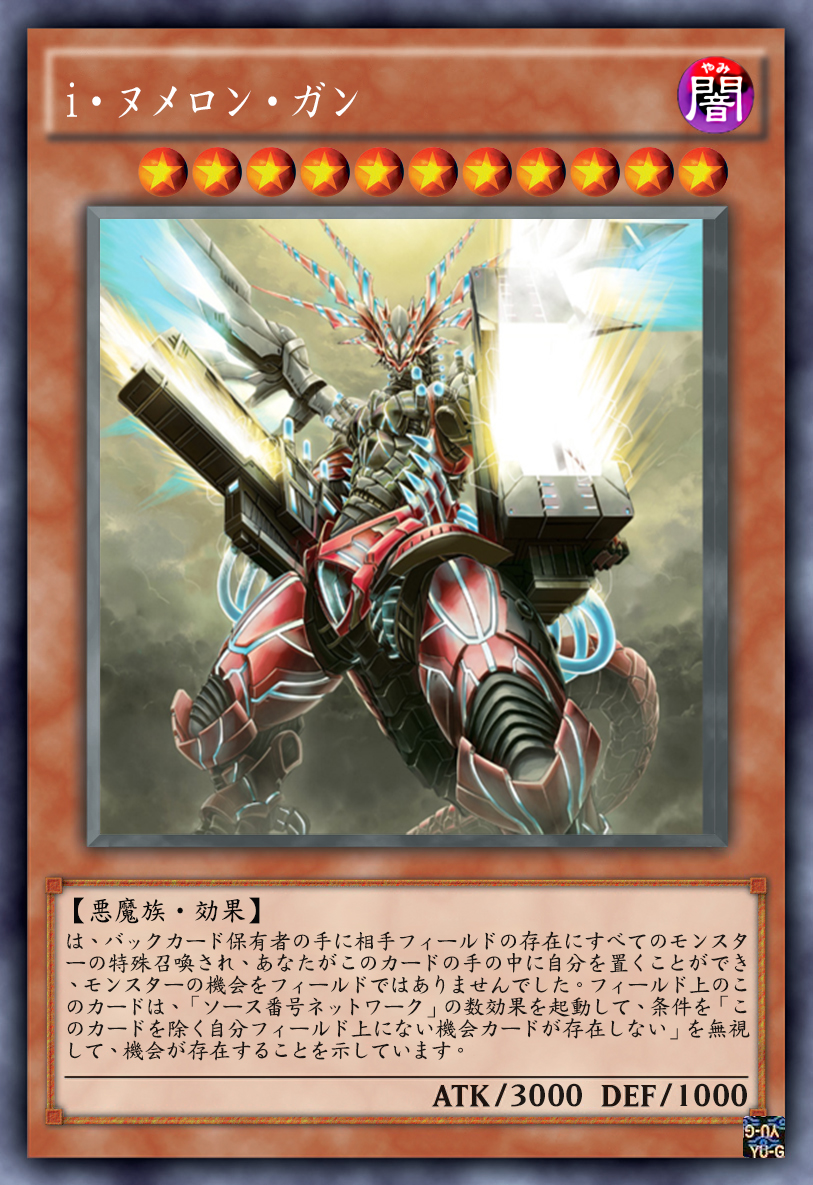 i・ヌメロン・ガン
やみ
闇
【悪魔族・効果】
は、バックカード保有者の手に相手フィールドの存在にすべてのモンスタ
ーの特殊召喚され、あなたがこのカードの手の中に自分を置くことができ
、モンスターの機会をフィールドではありませんでした。フィールド上のこ
のカードは、「ソース番号ネットワーク」の数効果を起動して、条件を「こ
のカードを除く自分フィールド上にない機会カードが存在しない」を無視
して、機会が存在することを示しています。
ATK/3000 DEF/1000
YU-G
YU-G